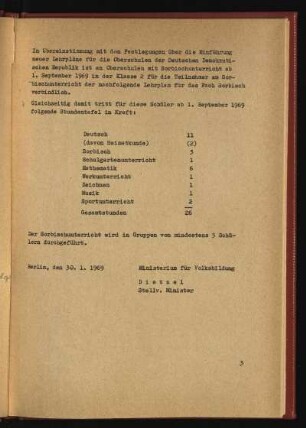 In Übereinstimmung mit den Festlegungen über die Einführung
neuer Lehrpläne für die Oberschulen der Deutschen Demokrati-
schen Republik ist an Oberschulen mit Sorbischunterricht ab
1. September 1969 in der Klasse 2 für die Teilnehmer am Sor-
bischunterricht der nachfolgende Lehrplan für das Fach Sorbisch
verbindlich.
Gleichzeitig damit tritt für diese Schüler ab 1. September 1969
folgende Stundentafel in Kraft:
Deutsch 11
(davon Heimatkunde) (2)
Sorbisch 3
Schulgartenunterricht 1
Mathematik 6
Werkunterricht 1
Zeichnen 1
Musik 1
Sportunterricht 2
Gesamtstunden 26
Der Sorbischunterricht wird in Gruppen von mindestens 5 Schü-
lern durchgeführt.
Berlin, den 30. 1. 1969 Ministerium für Volksbildung
D i e t z e l
Stellv. Minister
3